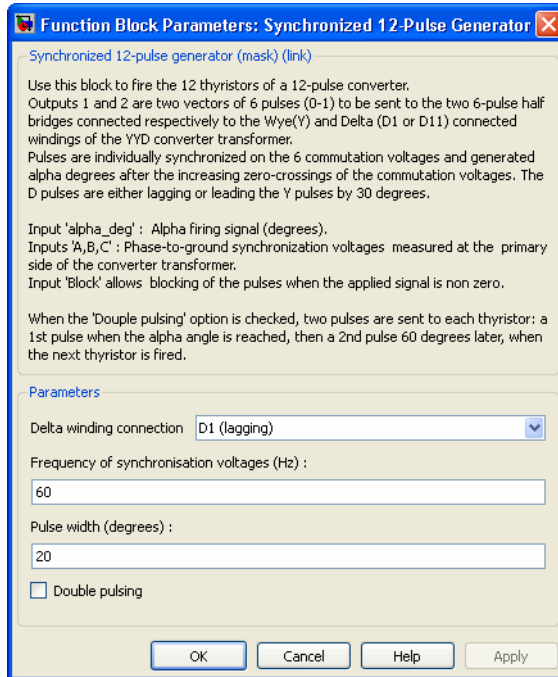 Function Block Parameters: Synchronized 12-Pulse Generator
Synchronized 12-pulse generator (mask) (link)
Use this block to fire the 12 thyristors of a 12-pulse converter.
Outputs 1 and 2 are two vectors of 6 pulses (0-1) to be sent to the two 6-pulse half
bridges connected respectively to the Wye(Y) and Delta (D1 or D11) connected
windings of the YYD converter transformer.
Pulses are individually synchronized on the 6 commutation voltages and generated
alpha degrees after the increasing zero-crossings of the commutation voltages. The
D pulses are either lagging or leading the Y pulses by 30 degrees.
Input 'alpha_deg' : Alpha firing signal (degrees).
Inputs 'A,B,C' : Phase-to-ground synchronization voltages measured at the primary
side of the converter transformer.
Input 'Block' allows blocking of the pulses when the applied signal is non zero.
When the 'Douple pulsing' option is checked, two pulses are sent to each thyristor: a
1st pulse when the alpha angle is reached, then a 2nd pulse 60 degrees later, when
the next thyristor is fired.
Parameters
Delta winding connection D1 (lagging)
Frequency of synchronisation voltages (Hz) :
60
Pulse width (degrees) :
20
Double pulsing
OK Cancel Help Apply